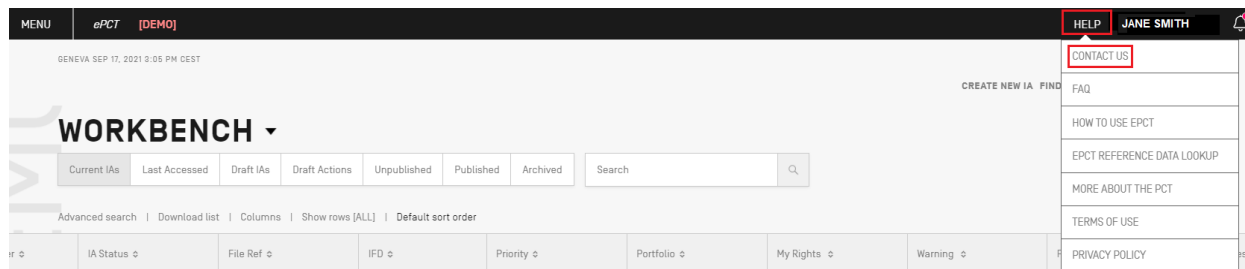 MENU ePCT [DEMO] HELP JANE SMITH
GENEVA SEP 17, 2021 3:05 PM CEST
CONTACT US
CREATE NEW IA FIND
FAQ
WORKBENCH
HOW TO USE EPCT
Current IAs Last Accessed Draft IAs Draft Actions Unpublished Published Archived Search
EPCT REFERENCE DATA LOOKUP
MORE ABOUT THE PCT
Advanced search | Download list | Columns | Show rows [ALL] | Default sort order
TERMS OF USE
IA Status File Ref IFD Priority Portfolio My Rights Warning
PRIVACY POLICY